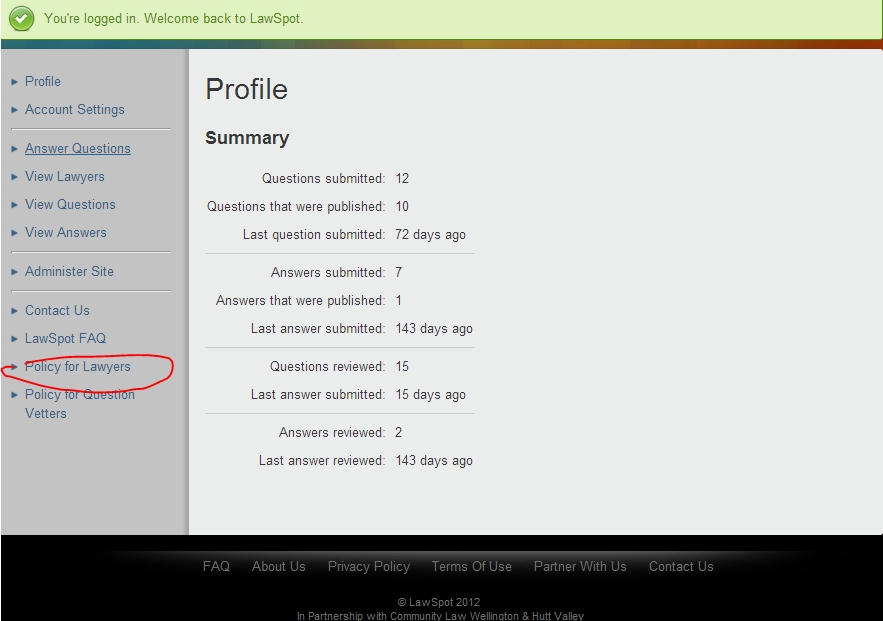 You're logged in. Welcome back to LawSpot.
Profile
Account Settings
Answer Questions
View Lawyers
View Questions
View Answers
Administer Site
Contact Us
LawSpot FAQ
Policy for Lawyers
Policy for Question
Vetters
Profile
Summary
Questions submitted: 12
Questions that were published: 10
Last question submitted: 72 days ago
Answers submitted: 7
Answers that were published: 1
Last answer submitted: 143 days ago
Questions reviewed: 15
Last answer submitted: 15 days ago
Answers reviewed: 2
Last answer reviewed: 143 days ago
FAQ About Us Privacy Policy Terms Of Use Partner With Us Contact Us
© LawSpot 2012
In Partnership with Community Law Wellington & Hutt Valley